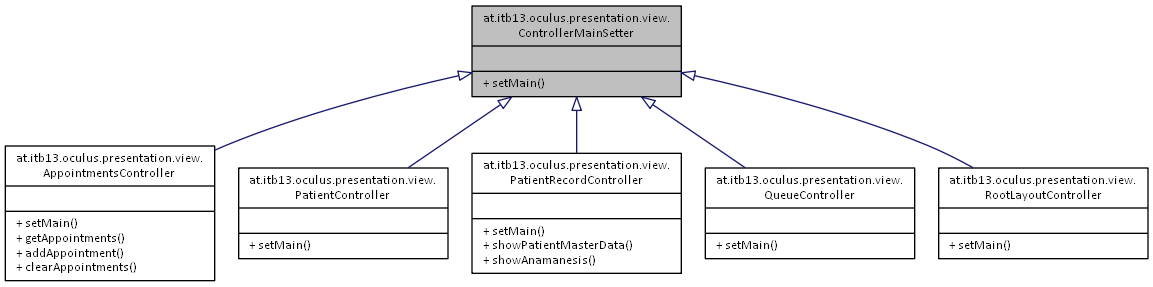 at.itb13.oculus.presentation.view.
ControllerMainSetter
+ setMain()
at.itb13.oculus.presentation.view.
AppointmentsController
+ setMain()
+ getAppointments()
+ addAppointment()
+ clearAppointments()
at.itb13.oculus.presentation.view.
PatientController
+ setMain()
at.itb13.oculus.presentation.view.
PatientRecordController
+ setMain()
+ showPatientMasterData()
+ showAnamanesis()
at.itb13.oculus.presentation.view.
QueueController
+ setMain()
at.itb13.oculus.presentation.view.
RootLayoutController
+ setMain()